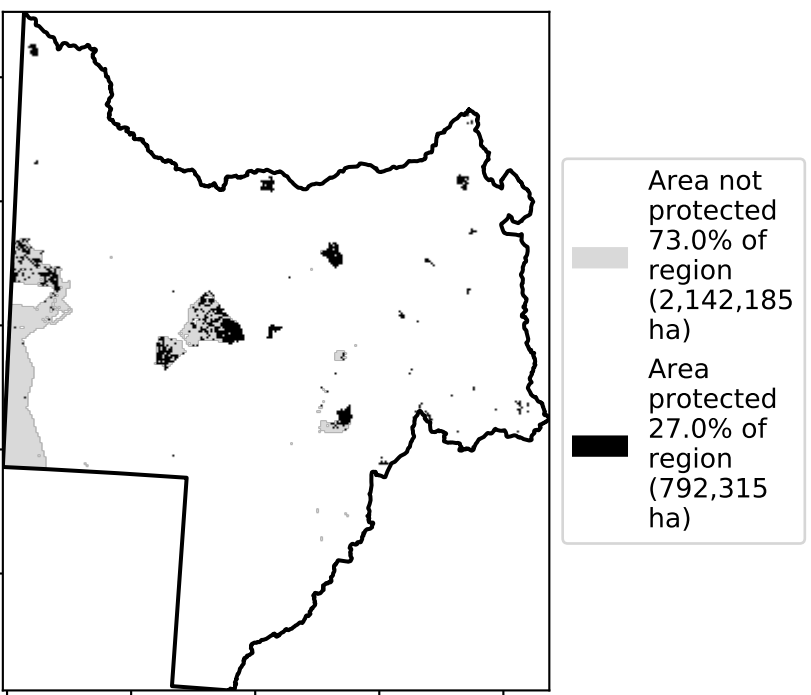 Area not
protected
73.0% of
region
(2,142,185
ha)
Area
protected
27.0% of
region
(792,315
ha)